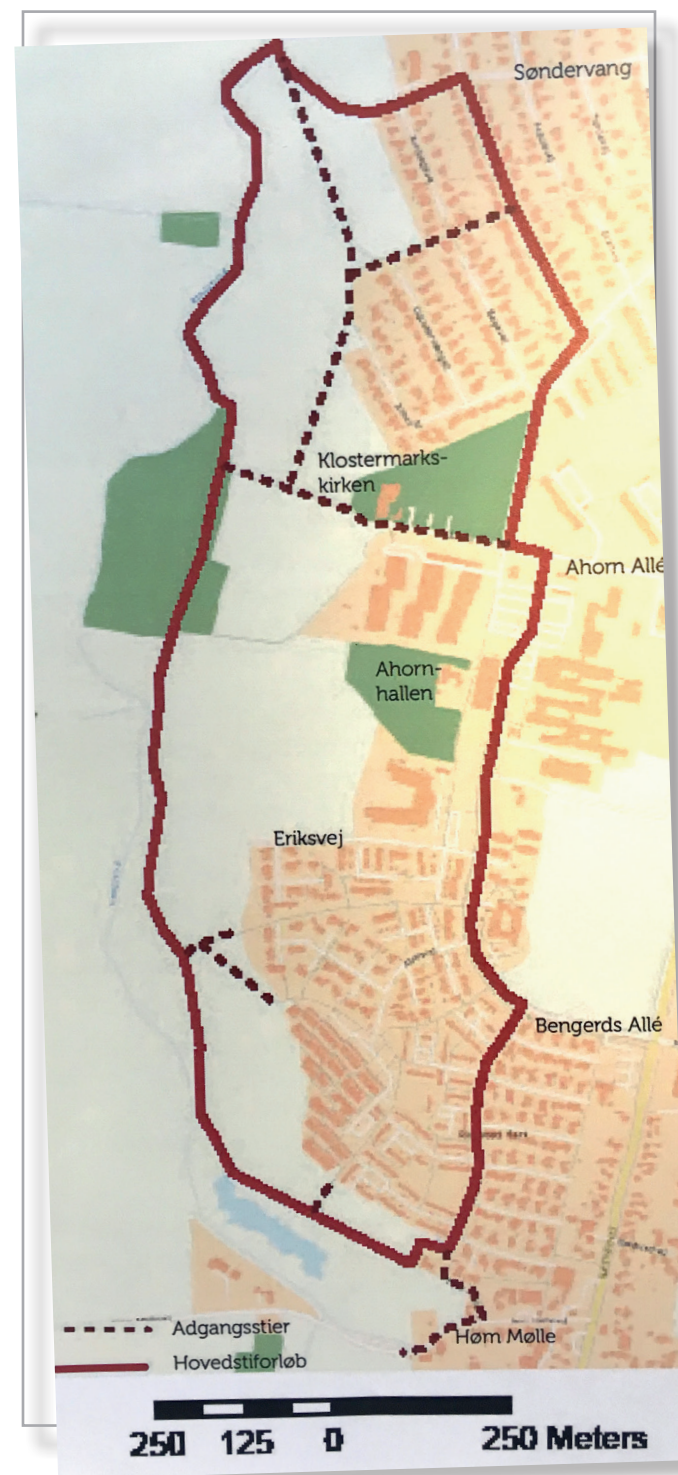 Søndervang
Klostermarks-
kirken
Ahorn Allé
Ahorn-
hallen
Eriksvej
Bengerds Allé
Høm Mølle
Adgangsstier
Hovedstiforløb
250 125 0 250 Meters